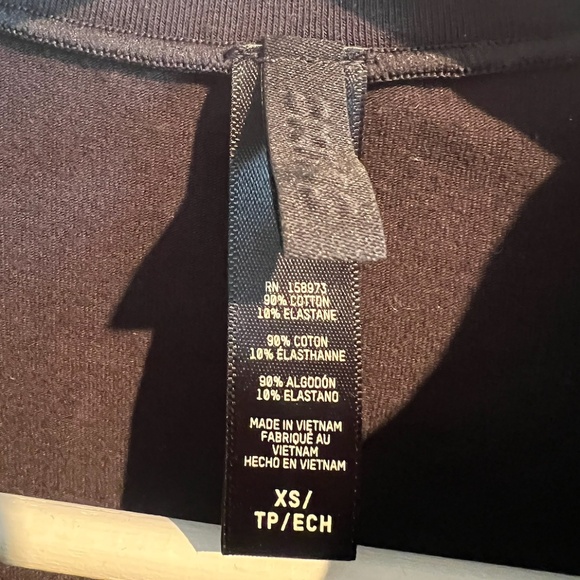 RN 158973
90% COTTON
10% ELASTANE
90% COTON
10% ÉLASTHANNE
90% ALGODÓN
10% ELASTANO
MADE IN VIETNAM
FABRIQUÉ AU
VIETNAM
HECHO EN VIETNAM
XS/
TP/ECH